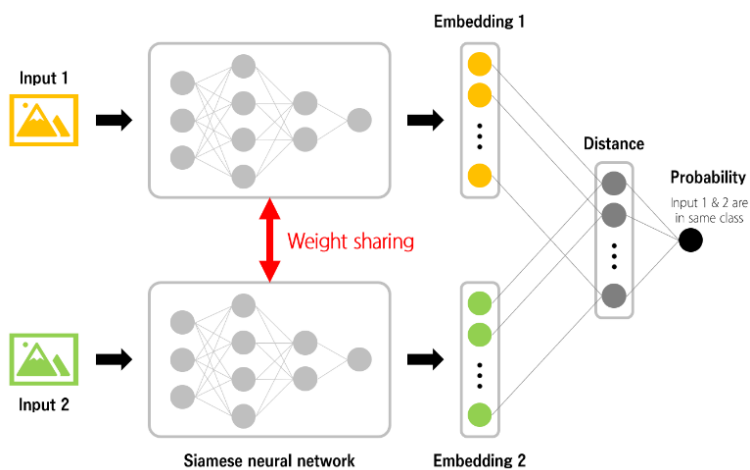 Embedding 1
Input 1
Distance
Probability
Input 1 & 2 are
in same class
Weight sharing
Input 2
Siamese neural network
Embedding 2